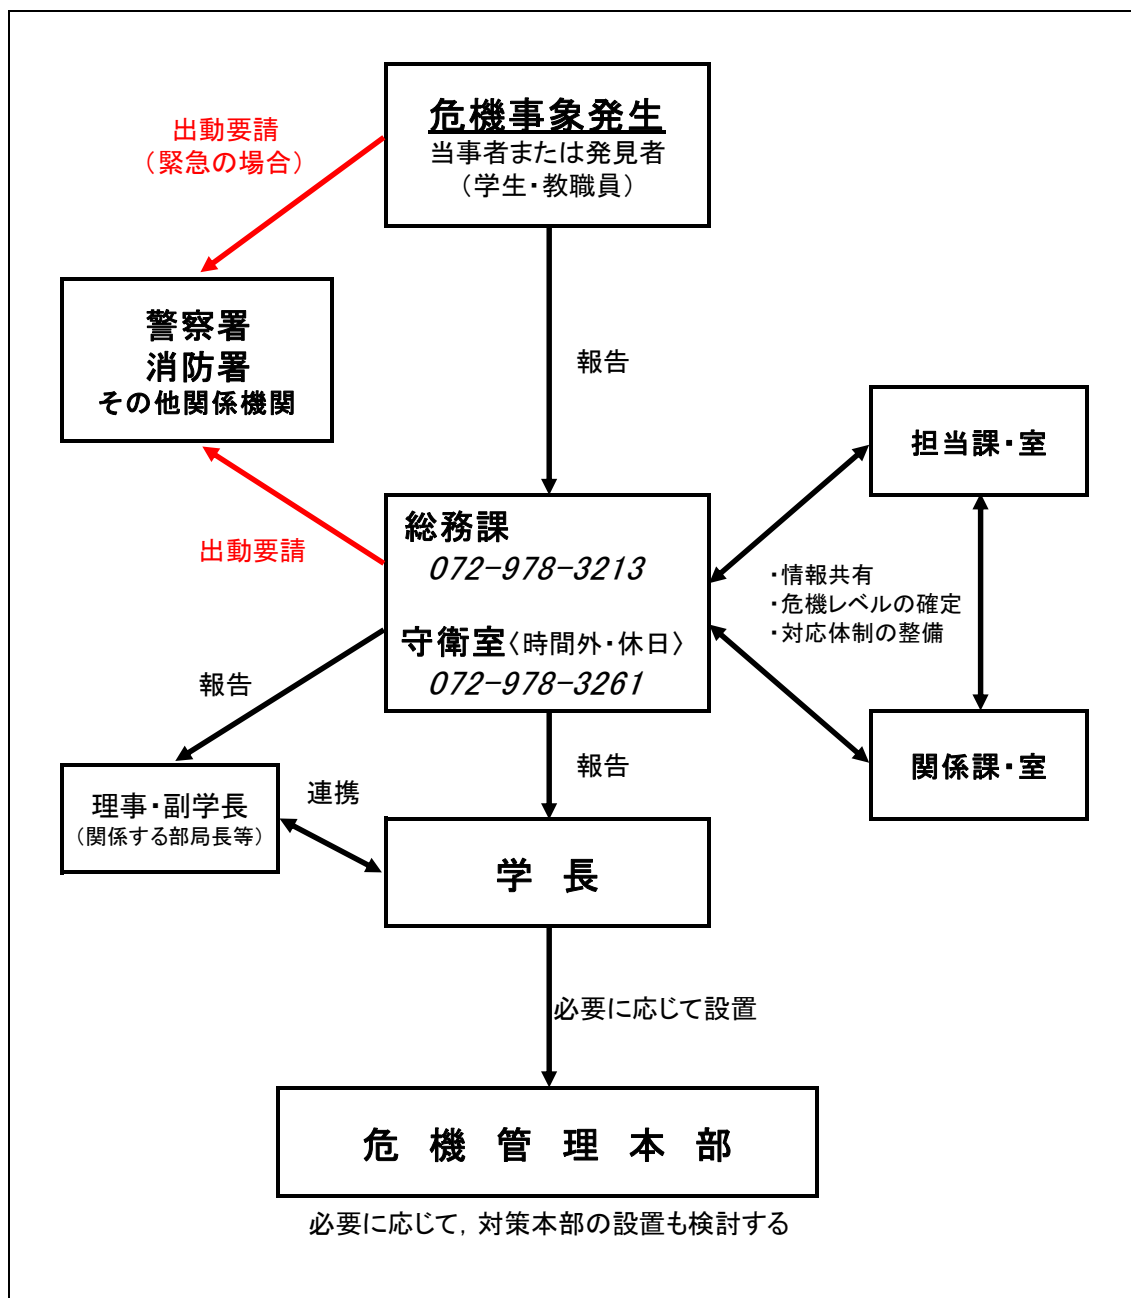 危機事象発生
当事者または発見者
（学生・教職員）
出動要請
（緊急の場合）
警察署
消防署
その他関係機関
報告
担当課・室
総務課
072-978-3213
守衛室〈時間外・休日〉
072-978-3261
出動要請
・情報共有
・危機レベルの確定
・対応体制の整備
関係課・室
報告
報告
理事・副学長
（関係する部局長等）
連携
学 長
必要に応じて設置
危 機 管 理 本 部
必要に応じて，対策本部の設置も検討する